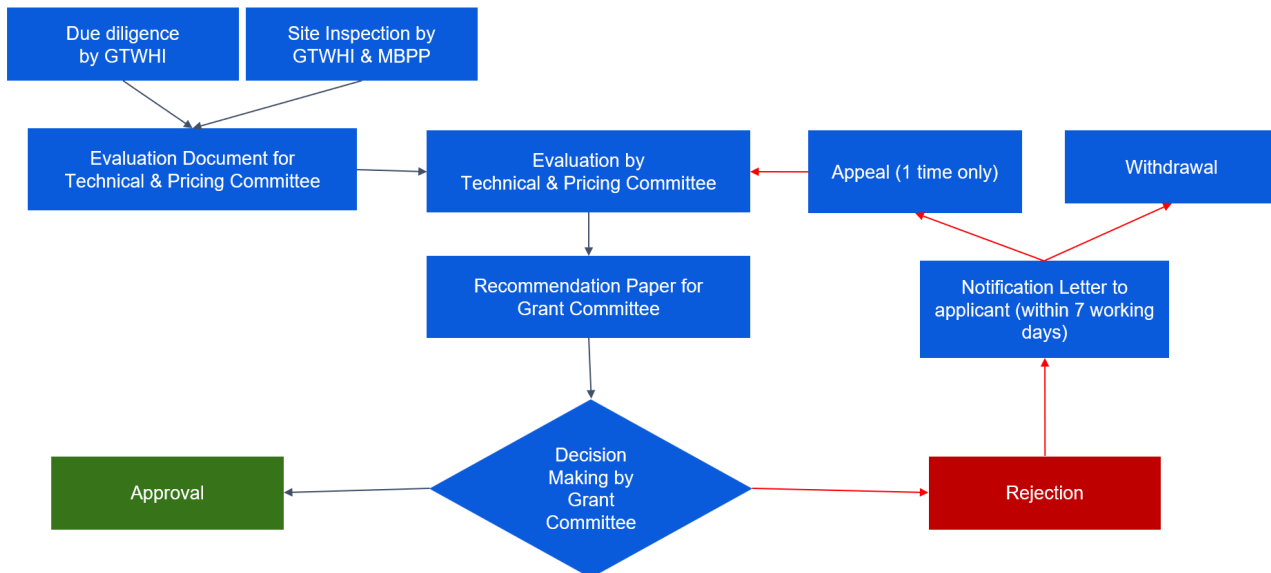 Due diligence
by GTWHI
Site Inspection by
GTWHI & MBPP
Evaluation Document for
Technical & Pricing Committee
Evaluation by
Technical & Pricing Committee
Appeal (1 time only)
Withdrawal
Recommendation Paper for
Grant Committee
Notification Letter to
applicant (within 7 working
days)
Decision
Making by
Grant
Committee
Approval
Rejection